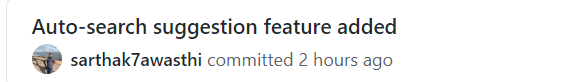 Auto-search suggestion feature added
sarthak7awasthi committed 2 hours ago